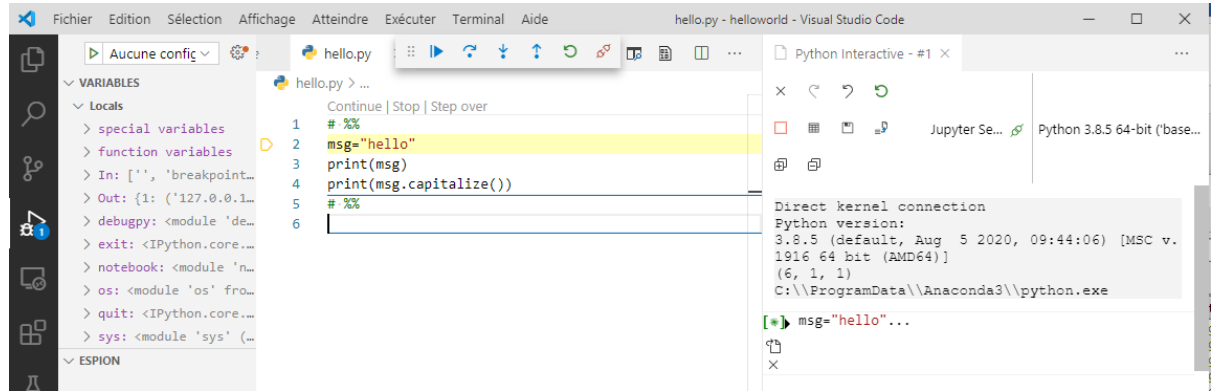 Fichier Edition Sélection Affichage Atteindre Exécuter Terminal Aide hello.py - helloworld - Visual Studio Code
Aucune config
hello.py
Python Interactive - #1
VARIABLES
Locals
special variables
function variables
In: ['', 'breakpoint…
Out: {1: ('127.0.0.1…
debugpy: <module 'de…
exit: <IPython.core.…
notebook: <module 'n…
os: <module 'os' fro…
quit: <IPython.core.…
sys: <module 'sys' (…
ESPION
1
hello.py > ...
Continue | Stop | Step over
1 # %%
2 msg="hello"
3 print(msg)
4 print(msg.capitalize())
5 # %%
6
Jupyter Se... Python 3.8.5 64-bit ('base...
Direct kernel connection
Python version:
3.8.5 (default, Aug  5 2020, 09:44:06) [MSC v.
1916 64 bit (AMD64)]
(6, 1, 1)
C:\\ProgramData\\Anaconda3\\python.exe
[*] msg="hello"...